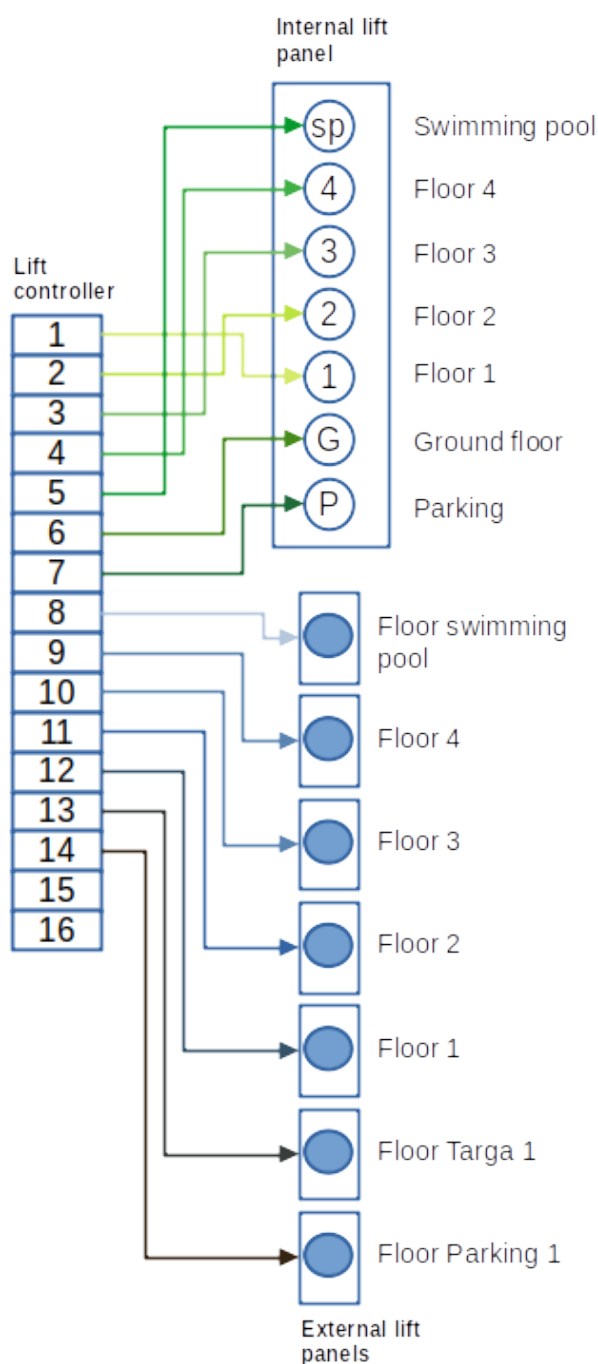 Internal lift
panel
sp Swimming pool
4 Floor 4
3 Floor 3
2 Floor 2
1 Floor 1
G Ground floor
P Parking
Lift
controller
1
2
3
4
5
6
7
8
9
10
11
12
13
14
15
16
Floor swimming
pool
Floor 4
Floor 3
Floor 2
Floor 1
Floor Targa 1
Floor Parking 1
External lift
panels